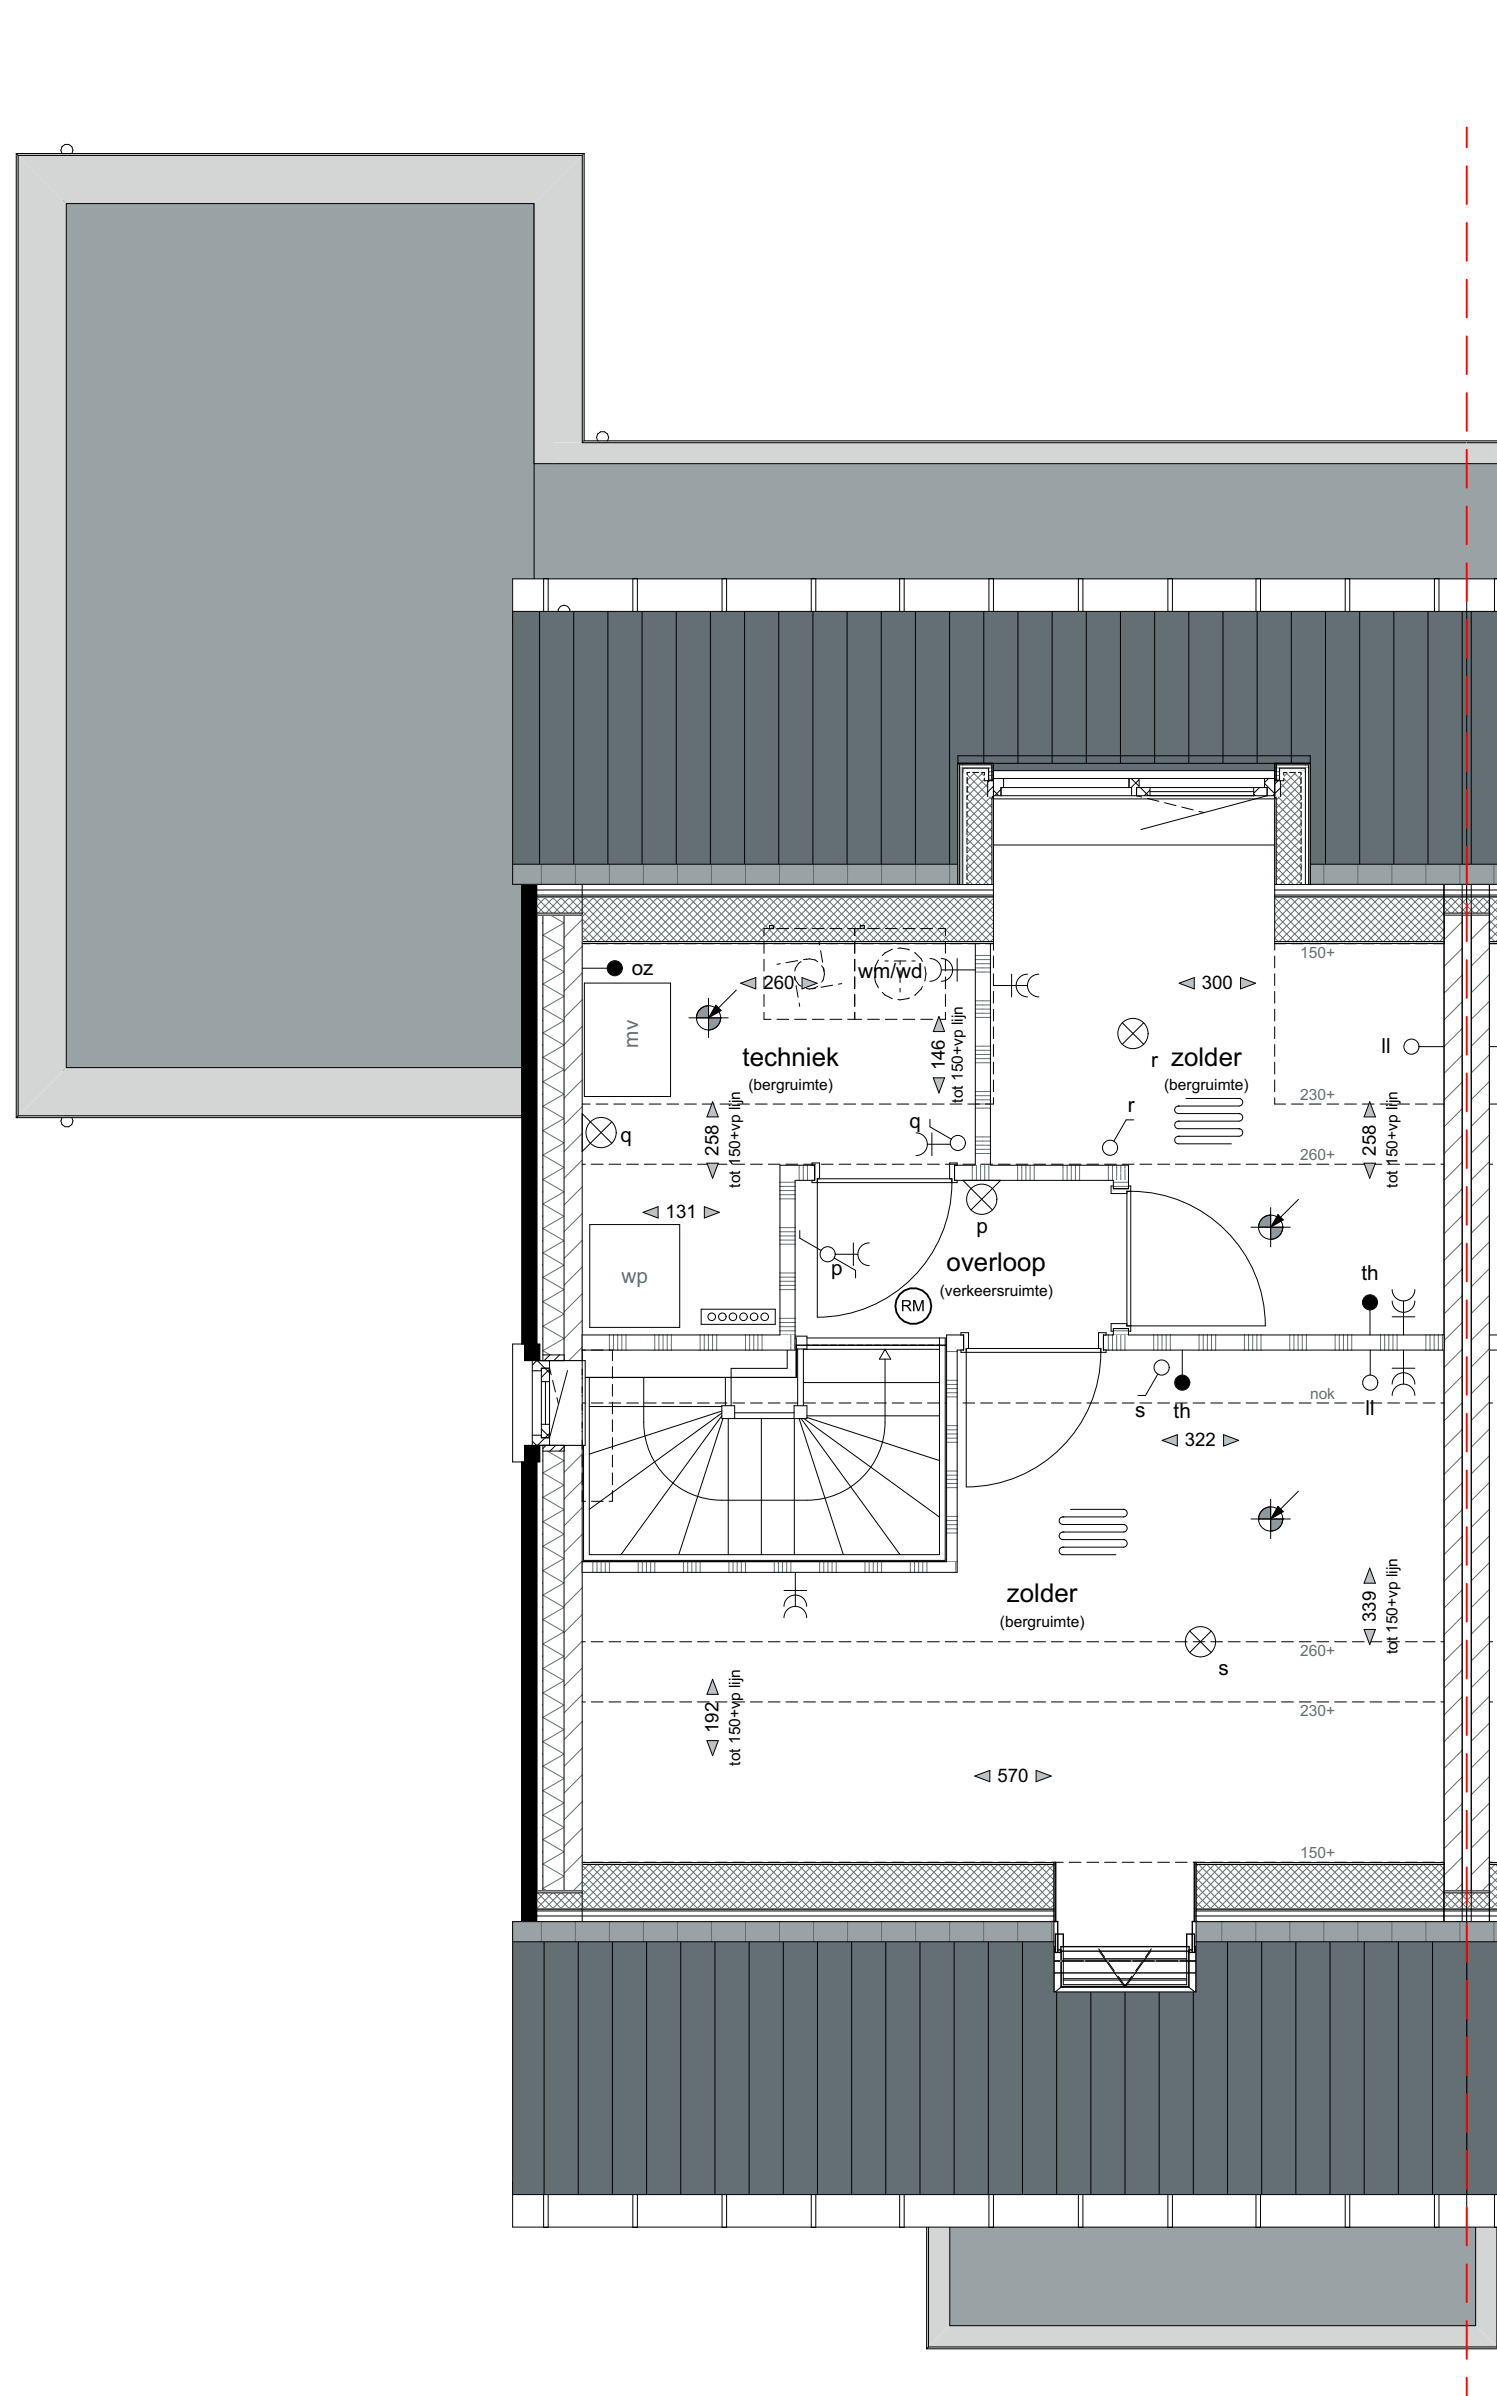 150+
oz
wm/wd
260
300
mv
146
tot 150+vp lijn
ll
techniek
(bergruimte)
r
zolder
(bergruimte)
230+
r
q
q
258
tot 150+vp lijn
258
tot 150+vp lijn
260+
131
p
overloop
(verkeersruimte)
p
wp
RM
th
nok
s
th
ll
322
zolder
(bergruimte)
339
tot 150+vp lijn
260+
s
192
tot 150+vp lijn
230+
570
150+